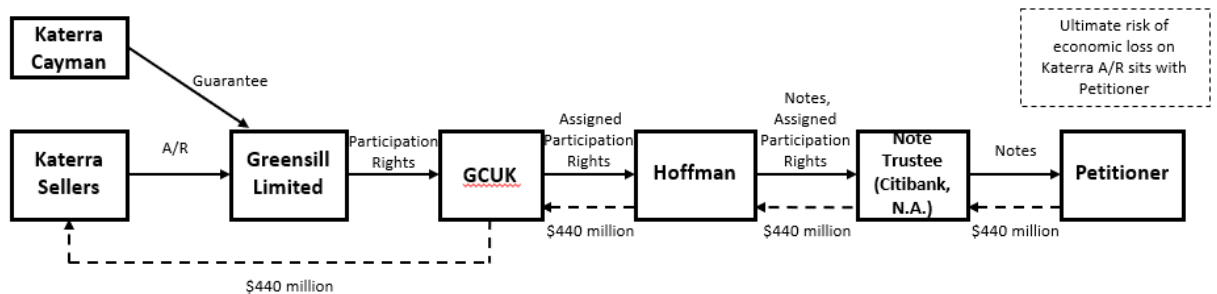 Katerra
Cayman
Guarantee
Ultimate risk of
economic loss on
Katerra A/R sits with
Petitioner
Katerra
Sellers
A/R
Greensill
Limited
Participation
Rights
GCUK
Assigned
Participation
Rights
Hoffman
Notes,
Assigned
Participation
Rights
Note
Trustee
(Citibank,
N.A.)
Notes
Petitioner
$440 million
$440 million
$440 million
$440 million